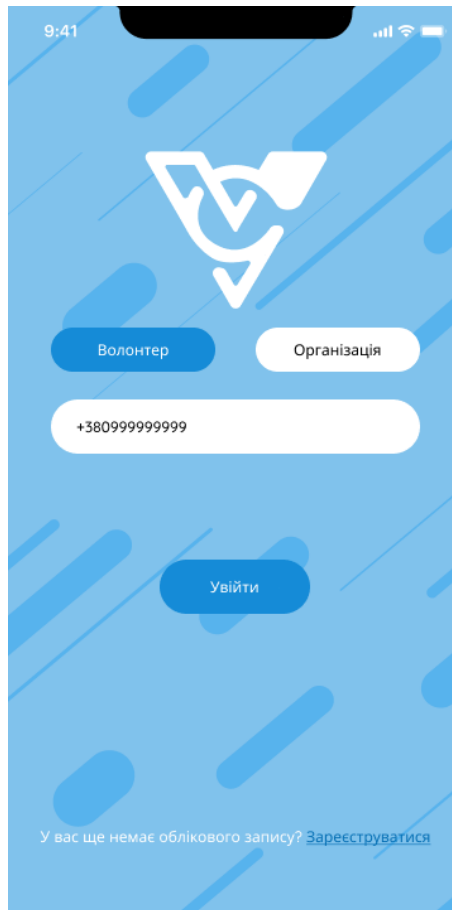 9:41
Волонтер
Організація
+380999999999
Увійти
У вас ще немає облікового запису? Зареєструватися